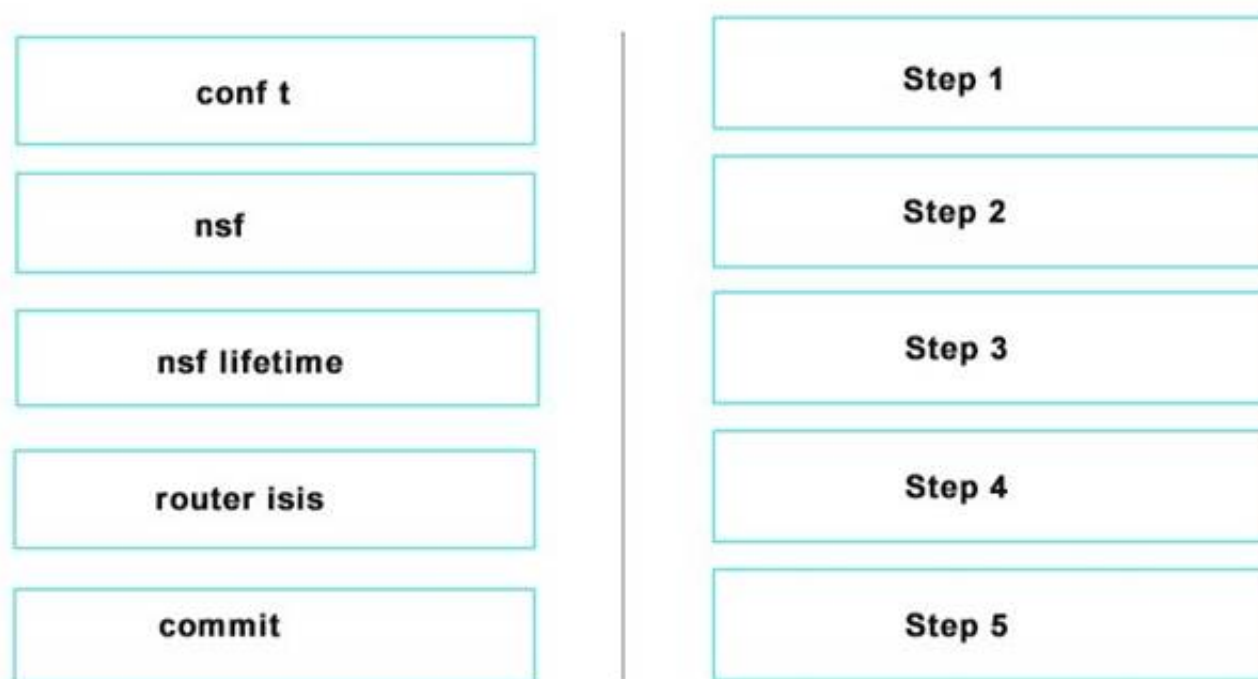 conf t
nsf
nsf lifetime
router isis
commit
Step 1
Step 2
Step 3
Step 4
Step 5